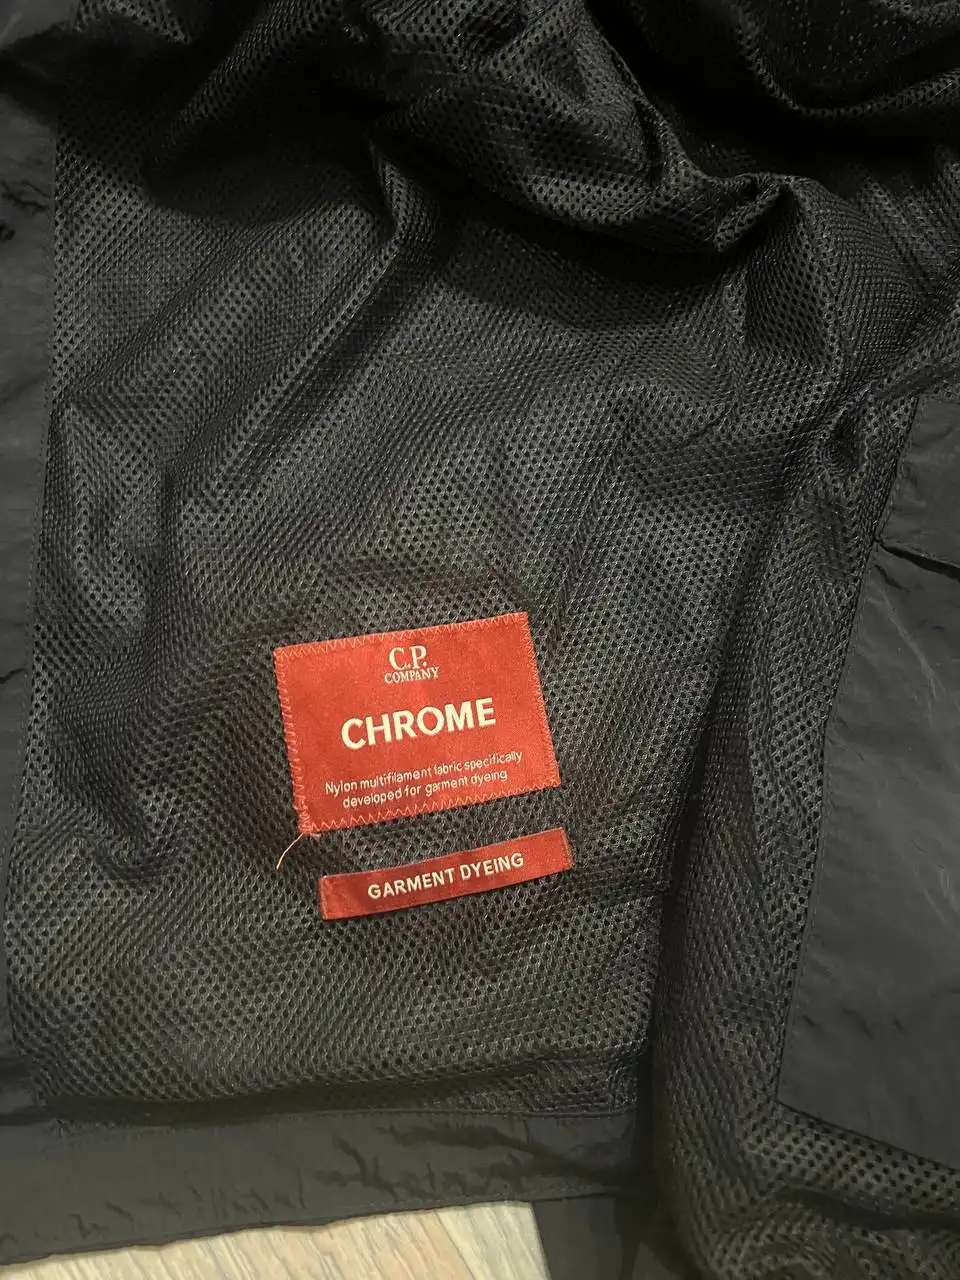 C.P.
COMPANY
CHROME
Nylon multifilament fabric specifically
developed for garment dyeing
GARMENT DYEING